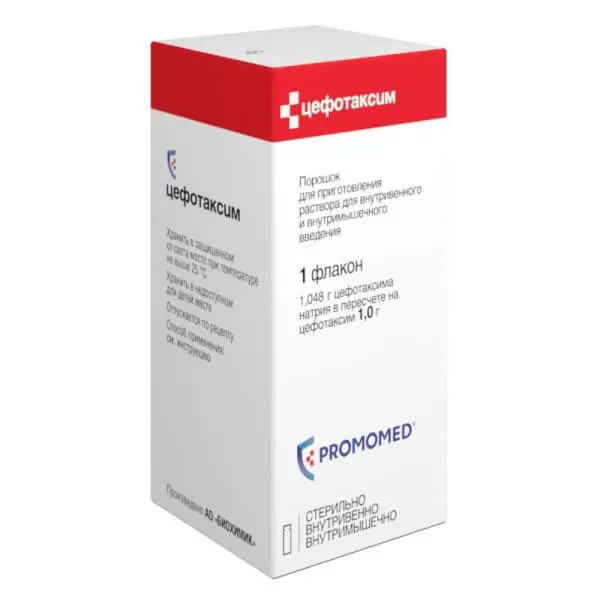 цефотаксим
Порошок
для приготовления
раствора для внутривенного
и внутримышечного
введения
1 флакон
1,048 г цефотаксима
натрия в пересчете на
цефотаксим 1,0 г
PROMOMED®
СТЕРИЛЬНО
ВНУТРИВЕННО
ВНУТРИМЫШЕЧНО
цефотаксим
Хранить в защищенном
от света месте при температуре
не выше 25 °C
Хранить в недоступном
для детей месте
Отпускается по рецепту
Способ применения:
см. инструкцию
Произведено АО «БИОХИМИК»